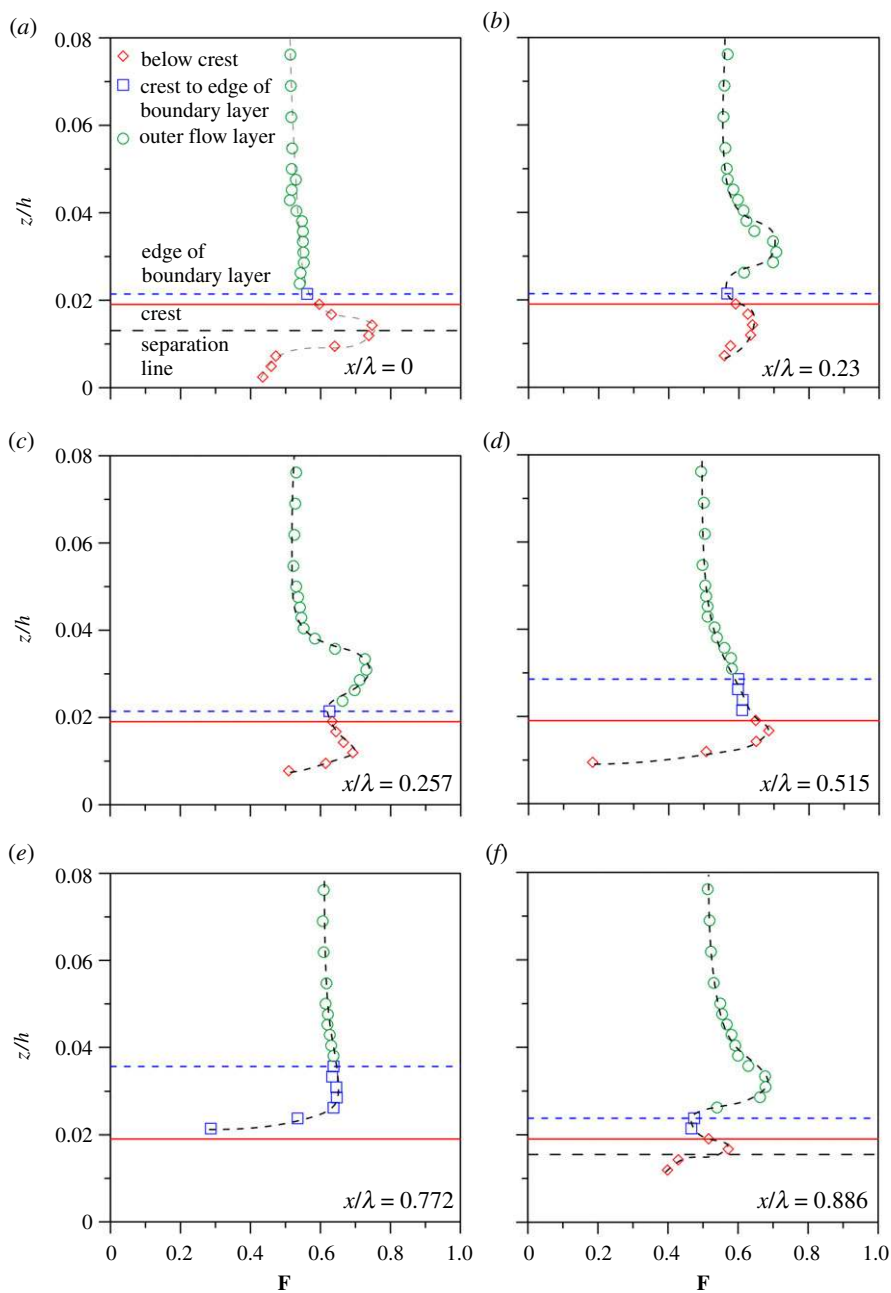 (a)
0.08
below crest
crest to edge of
boundary layer
outer flow layer
0.06
z/h
0.04
edge of
boundary layer
0.02
crest
separation
line
0
x/λ = 0
(b)
x/λ = 0.23
(c)
0.08
0.06
z/h
0.04
0.02
0
x/λ = 0.257
(d)
x/λ = 0.515
(e)
0.08
0.06
z/h
0.04
0.02
0
x/λ = 0.772
0 0.2 0.4 0.6 0.8 1.0
F
(f)
x/λ = 0.886
0 0.2 0.4 0.6 0.8 1.0
F